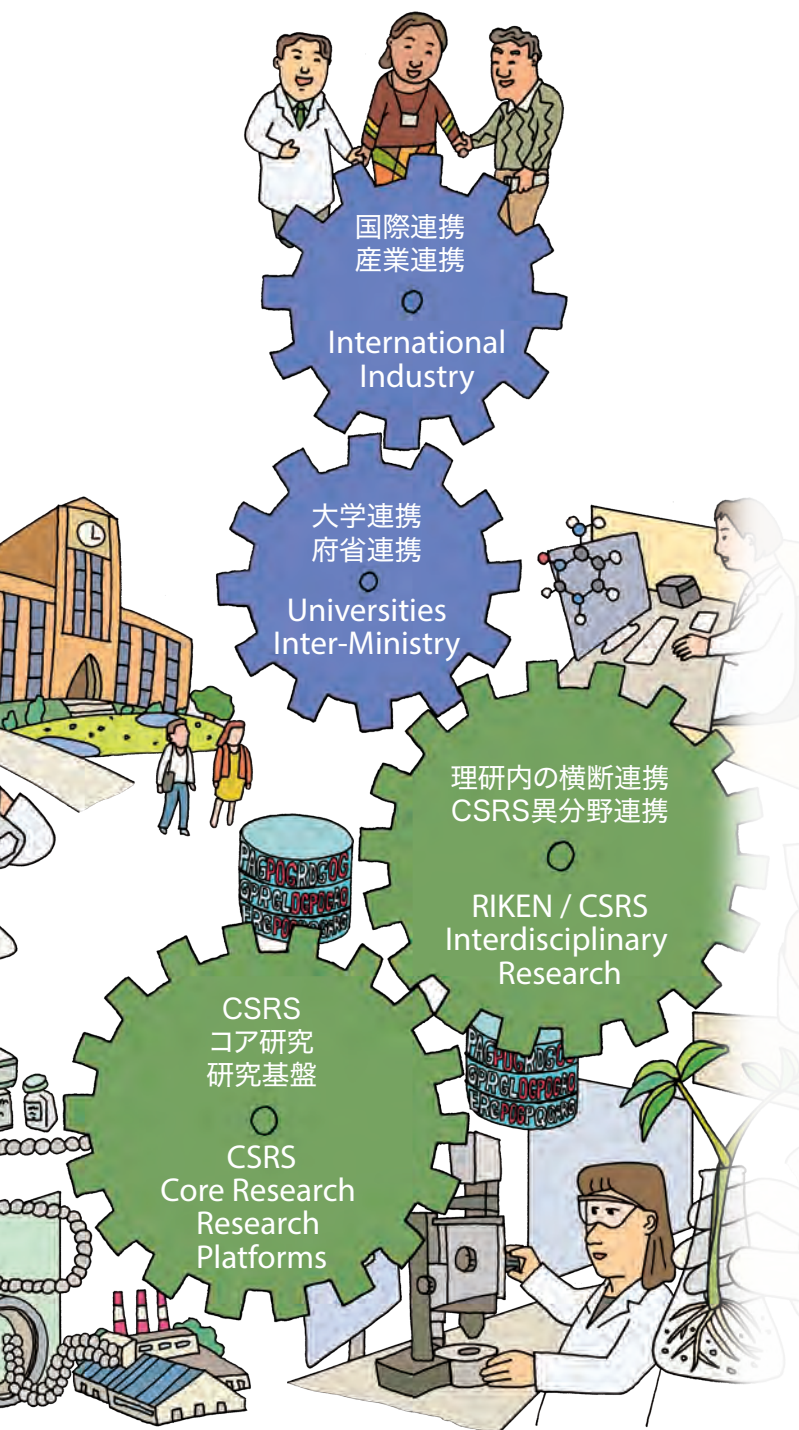 国際連携
産業連携
International
Industry
大学連携
府省連携
Universities
Inter-Ministry
理研内の横断連携
CSRS異分野連携
RIKEN / CSRS
Interdisciplinary
Research
CSRS
コア研究
研究基盤
CSRS
Core Research
Research
Platforms